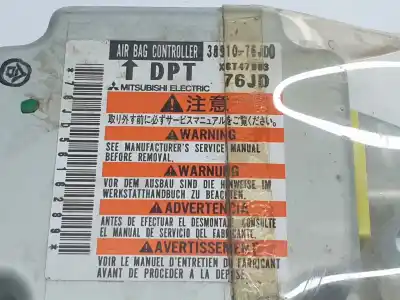 AIR BAG CONTROLLER 38910-76JD0
↑ DPT
MITSUBISHI ELECTRIC 76JD
⚠注意
取り外す前に必ずサービスマニュアルをご覧下さい
⚠WARNING
SEE MANUFACTURER'S SERVICE MANUAL
BEFORE REMOVAL.
⚠WARNUNG
VOR DEM AUSBAU SIND DIE HINWEISE IM
WERKSTATTHANDBUCH ZU BEACHTEN.
⚠ADVERTENCIA
ANTES DE EFECTUAR EL DESMONTAJE, CONSULTE
EL MANUAL DE SERVICIO DEL FABRICANTE.
⚠AVERTISSEMENT
VOIR LE MANUEL D'ENTRETIEN DU FABRICANT
AVANT DE PROCEDER A LA DEPOSE.